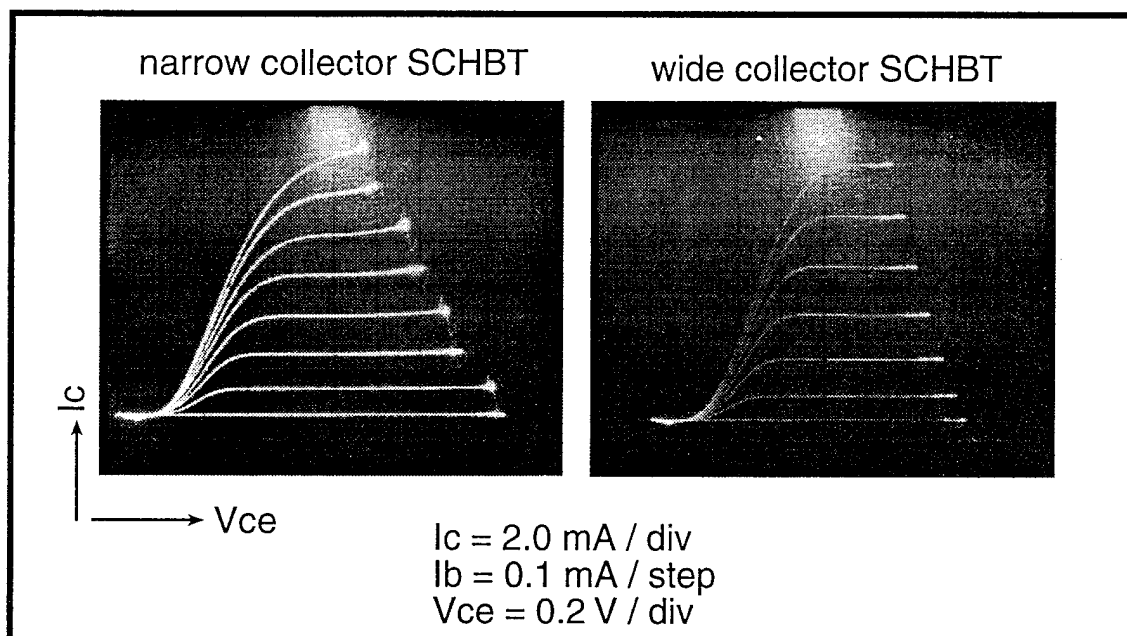 narrow collector SCHBT
wide collector SCHBT
Ic
Vce
Ic = 2.0 mA / div
Ib = 0.1 mA / step
Vce = 0.2 V / div